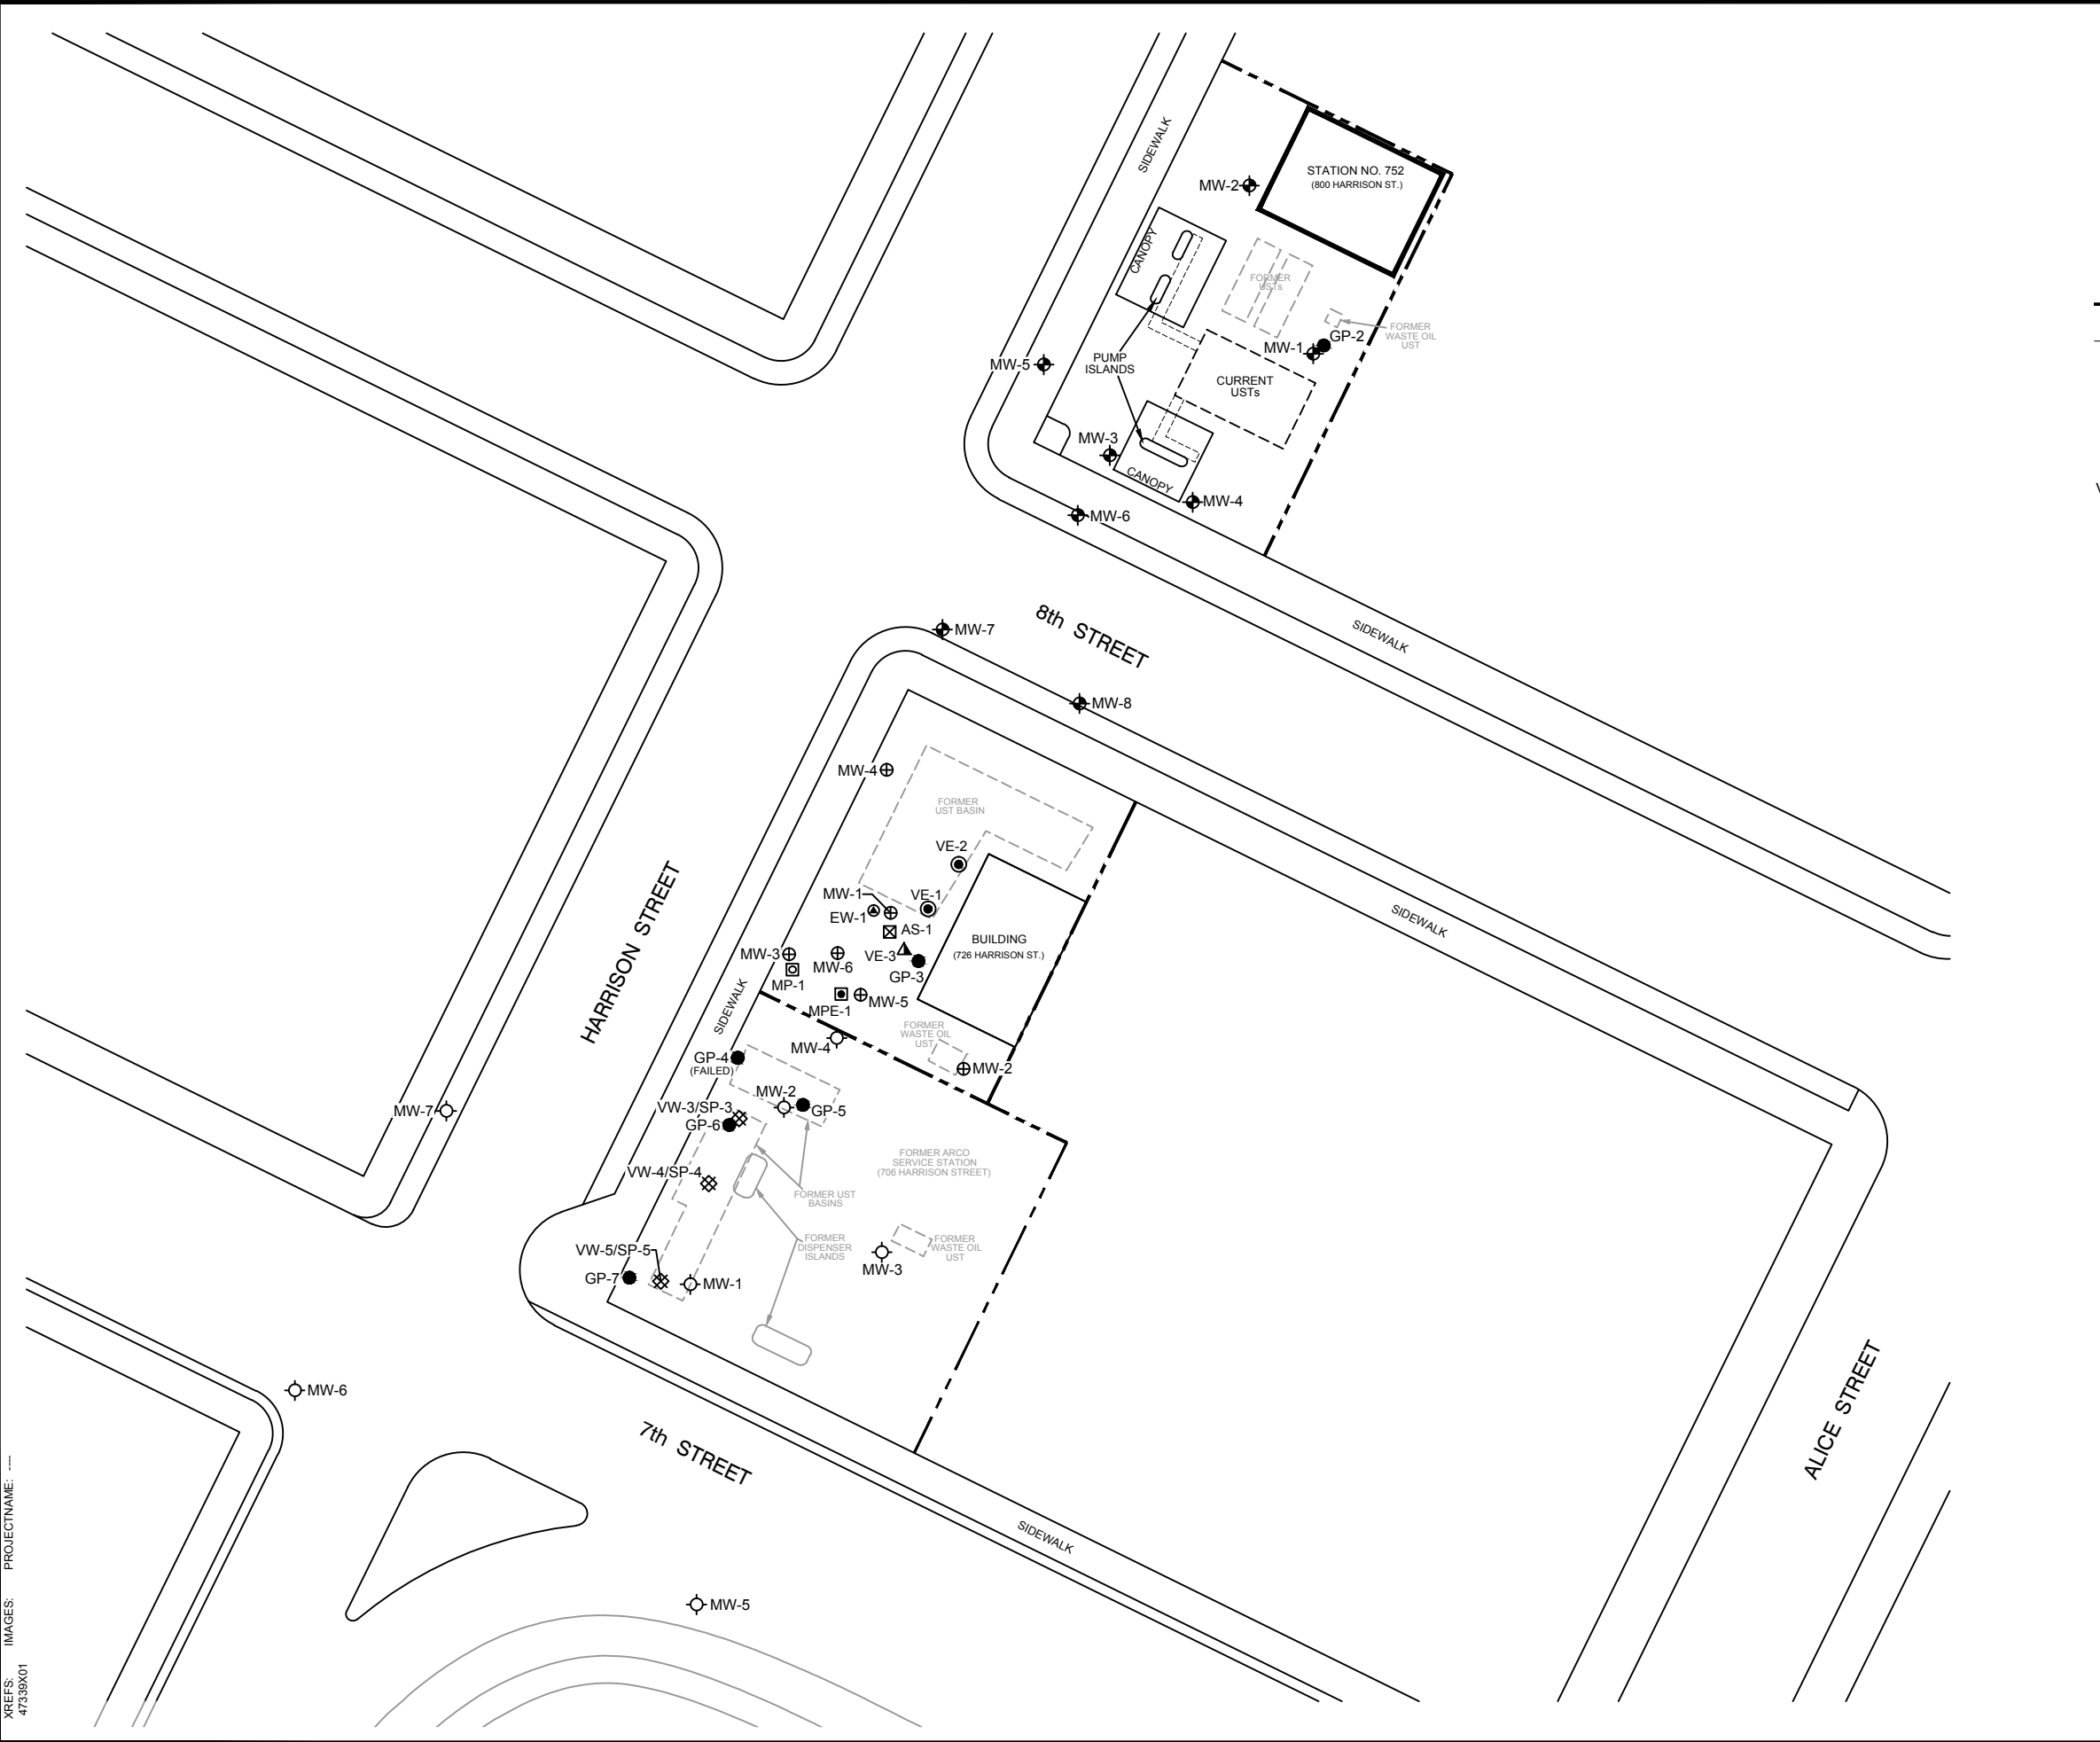 SIDEWALK
STATION NO. 752
(800 HARRISON ST.)
MW-2
CANOPY
FORMER
USTs
FORMER
WASTE OIL
UST
GP-2
MW-1
MW-5
PUMP
ISLANDS
CURRENT
USTs
MW-3
CANOPY
MW-4
MW-6
8th STREET
SIDEWALK
MW-7
MW-8
MW-4
FORMER
UST BASIN
VE-2
MW-1
VE-1
EW-1
AS-1
SIDEWALK
BUILDING
(726 HARRISON ST.)
MW-3
MW-6
VE-3
GP-3
MP-1
MPE-1
MW-5
HARRISON STREET
SIDEWALK
FORMER
WASTE OIL
UST
MW-4
MW-2
GP-4
(FAILED)
MW-2
GP-5
VW-3/SP-3
GP-6
MW-7
FORMER ARCO
SERVICE STATION
(706 HARRISON STREET)
VW-4/SP-4
FORMER UST
BASINS
FORMER
DISPENSER
ISLANDS
FORMER
WASTE OIL
UST
MW-3
VW-5/SP-5
GP-7
MW-1
MW-6
7th STREET
ALICE STREET
SIDEWALK
MW-5
XREFS: IMAGES: PROJECTNAME: ----
47339X01